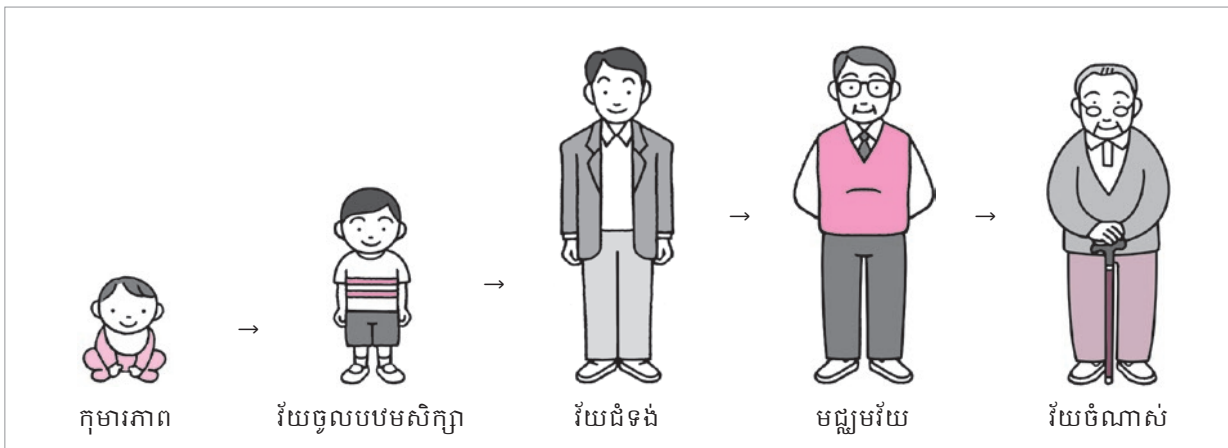 កុមារភាព
វ័យចូលបឋមសិក្សា
វ័យជំទង់
មជ្ឈមវ័យ
វ័យចំណាស់